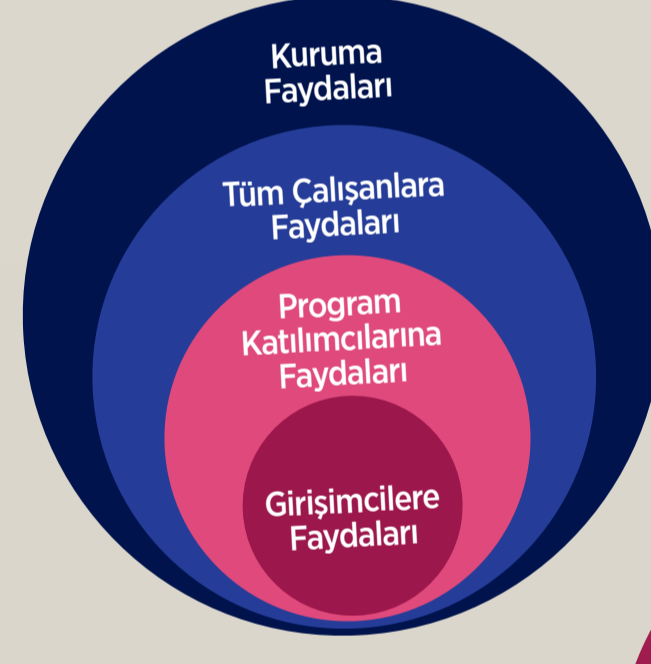 Kuruma
Faydaları
Tüm Çalışanlara
Faydaları
Program
Katılımcılarına
Faydaları
Girişimcilere
Faydaları